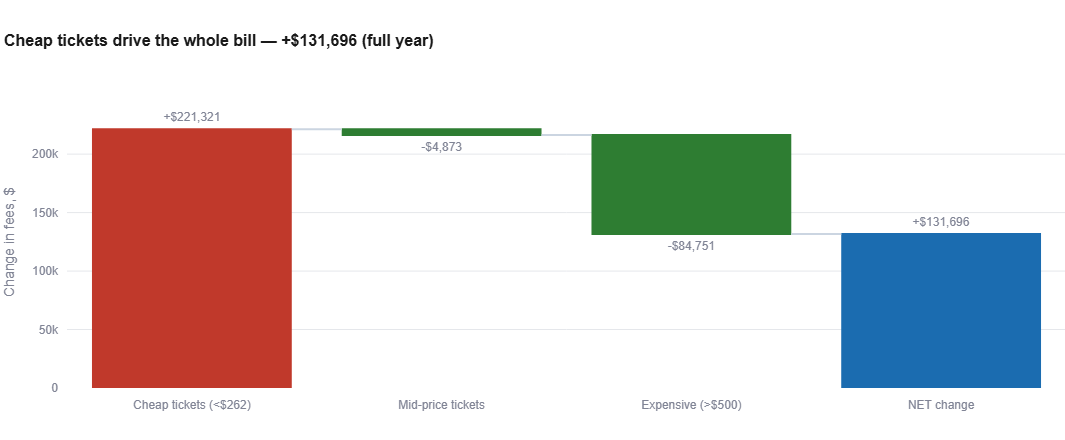 Cheap tickets drive the whole bill — +$131,696 (full year)
+$221,321
-$4,873
-$84,751
+$131,696
Change in fees, $
200k
150k
100k
50k
0
Cheap tickets (<$262)
Mid-price tickets
Expensive (>$500)
NET change